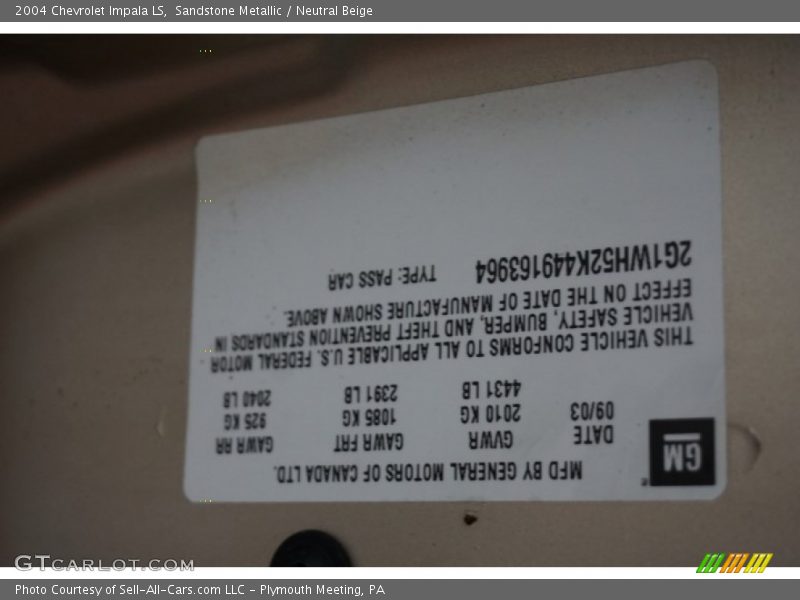 2004 Chevrolet Impala LS,  Sandstone Metallic / Neutral Beige
GM
MFD BY GENERAL MOTORS OF CANADA LTD.
DATE GVWR GAWR FRT GAWR RR
09/03 2010 KG 1085 KG 925 KG
4431 LB 2391 LB 2040 LB
THIS VEHICLE CONFORMS TO ALL APPLICABLE U.S. FEDERAL MOTOR
VEHICLE SAFETY, BUMPER, AND THEFT PREVENTION STANDARDS IN
EFFECT ON THE DATE OF MANUFACTURE SHOWN ABOVE.
2G1WH52K449163964 TYPE: PASS CAR
GTCARLOT.COM
Photo Courtesy of Sell-All-Cars.com LLC - Plymouth Meeting, PA